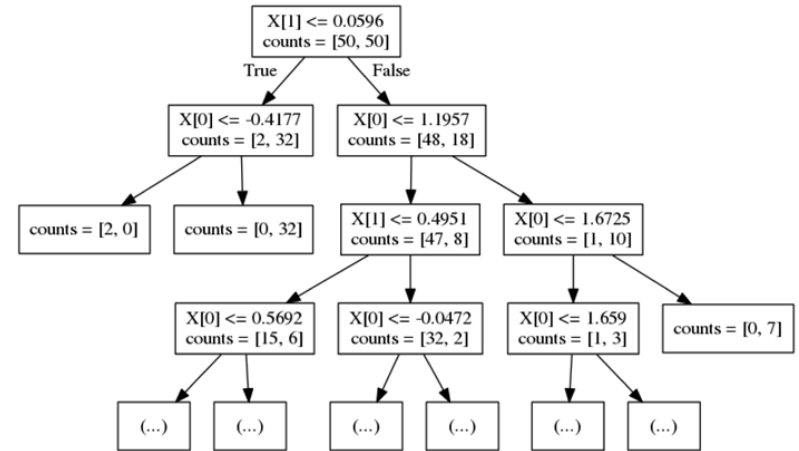 X[1] <= 0.0596
counts = [50, 50]
True
False
X[0] <= -0.4177
counts = [2, 32]
X[0] <= 1.1957
counts = [48, 18]
counts = [2, 0]
counts = [0, 32]
X[1] <= 0.4951
counts = [47, 8]
X[0] <= 1.6725
counts = [1, 10]
X[0] <= 0.5692
counts = [15, 6]
X[0] <= -0.0472
counts = [32, 2]
X[0] <= 1.659
counts = [1, 3]
counts = [0, 7]
(...)
(...)
(...)
(...)
(...)
(...)